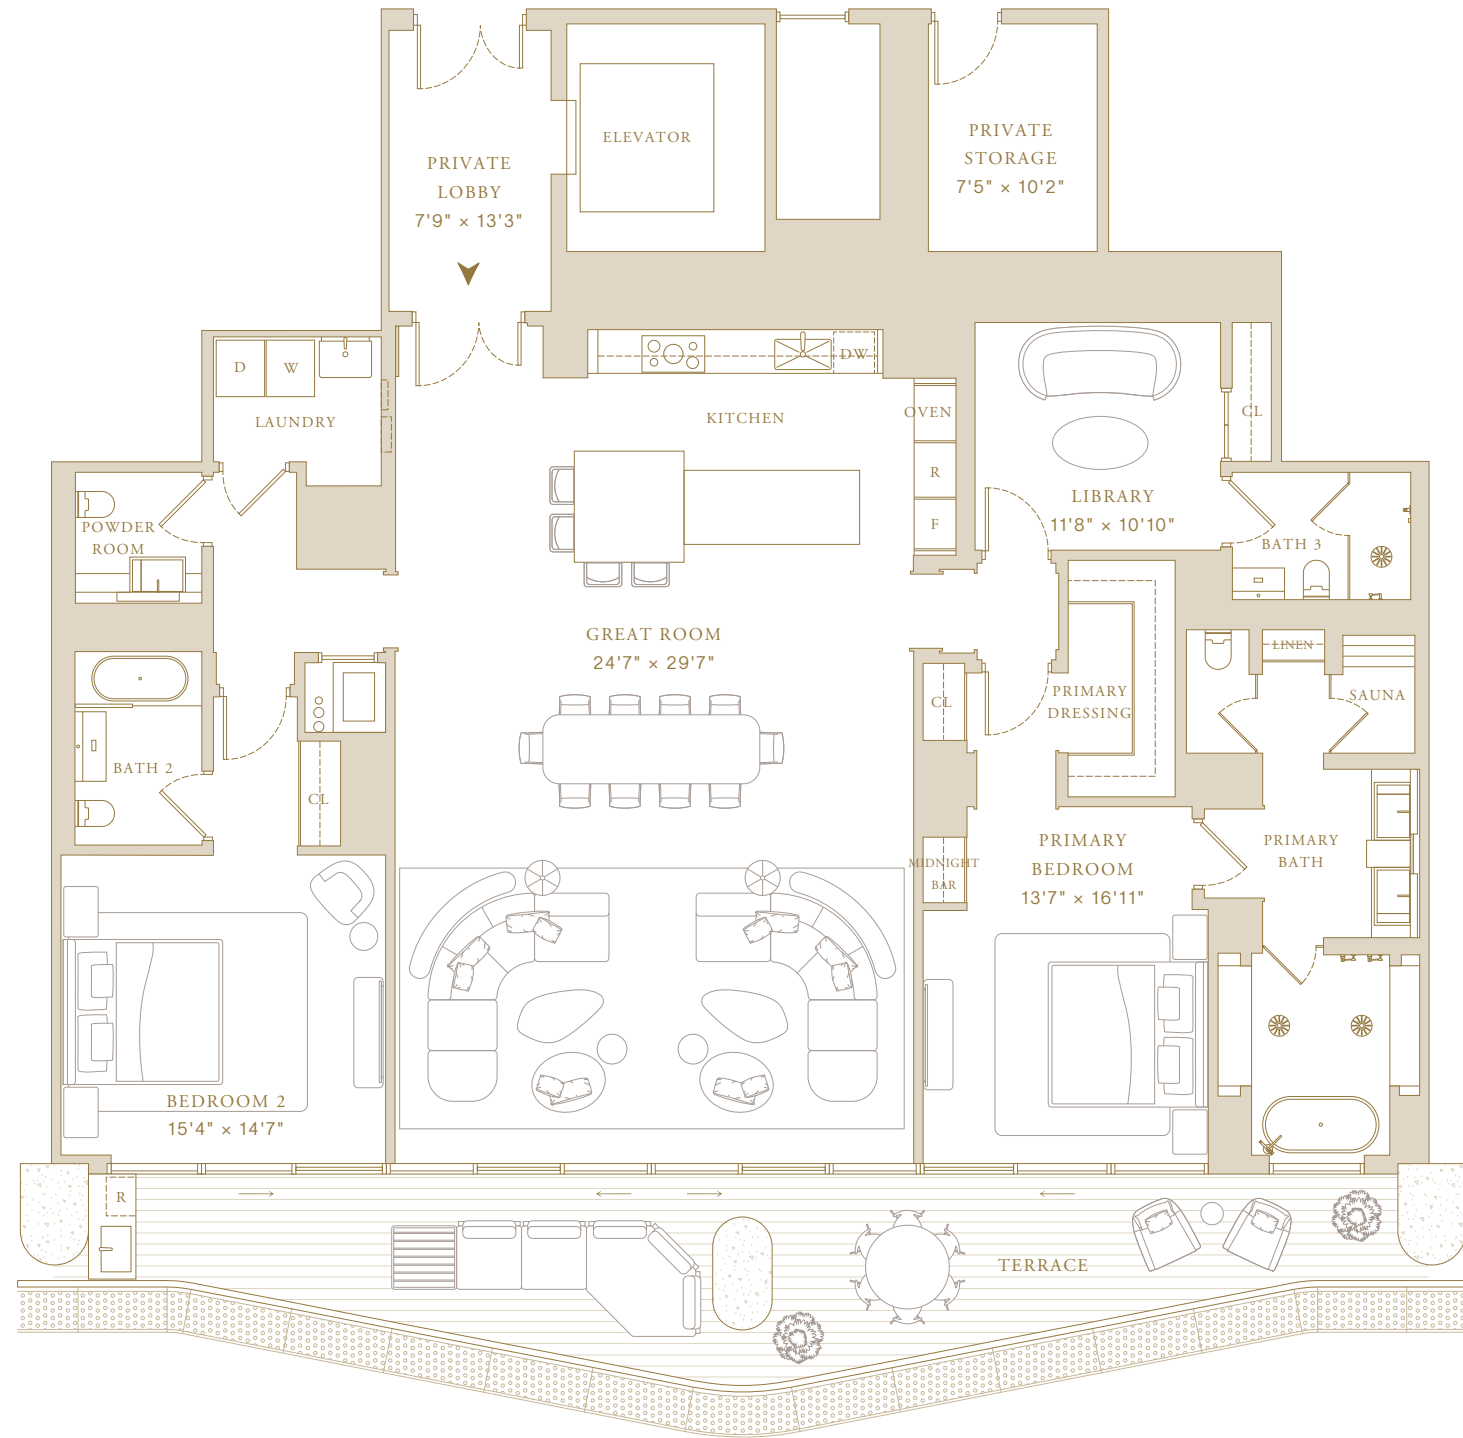 ELEVATOR
PRIVATE
STORAGE
7'5" × 10'2"
PRIVATE
LOBBY
7'9" × 13'3"
D
W
DW
LAUNDRY
KITCHEN
OVEN
CL
R
F
LIBRARY
11'8" × 10'10"
POWDER
ROOM
BATH 3
GREAT ROOM
24'7" × 29'7"
LINEN
SAUNA
PRIMARY
DRESSING
CL
BATH 2
CL
PRIMARY
BEDROOM
13'7" × 16'11"
PRIMARY
BATH
MIDNIGHT
BAR
BEDROOM 2
15'4" × 14'7"
R
TERRACE